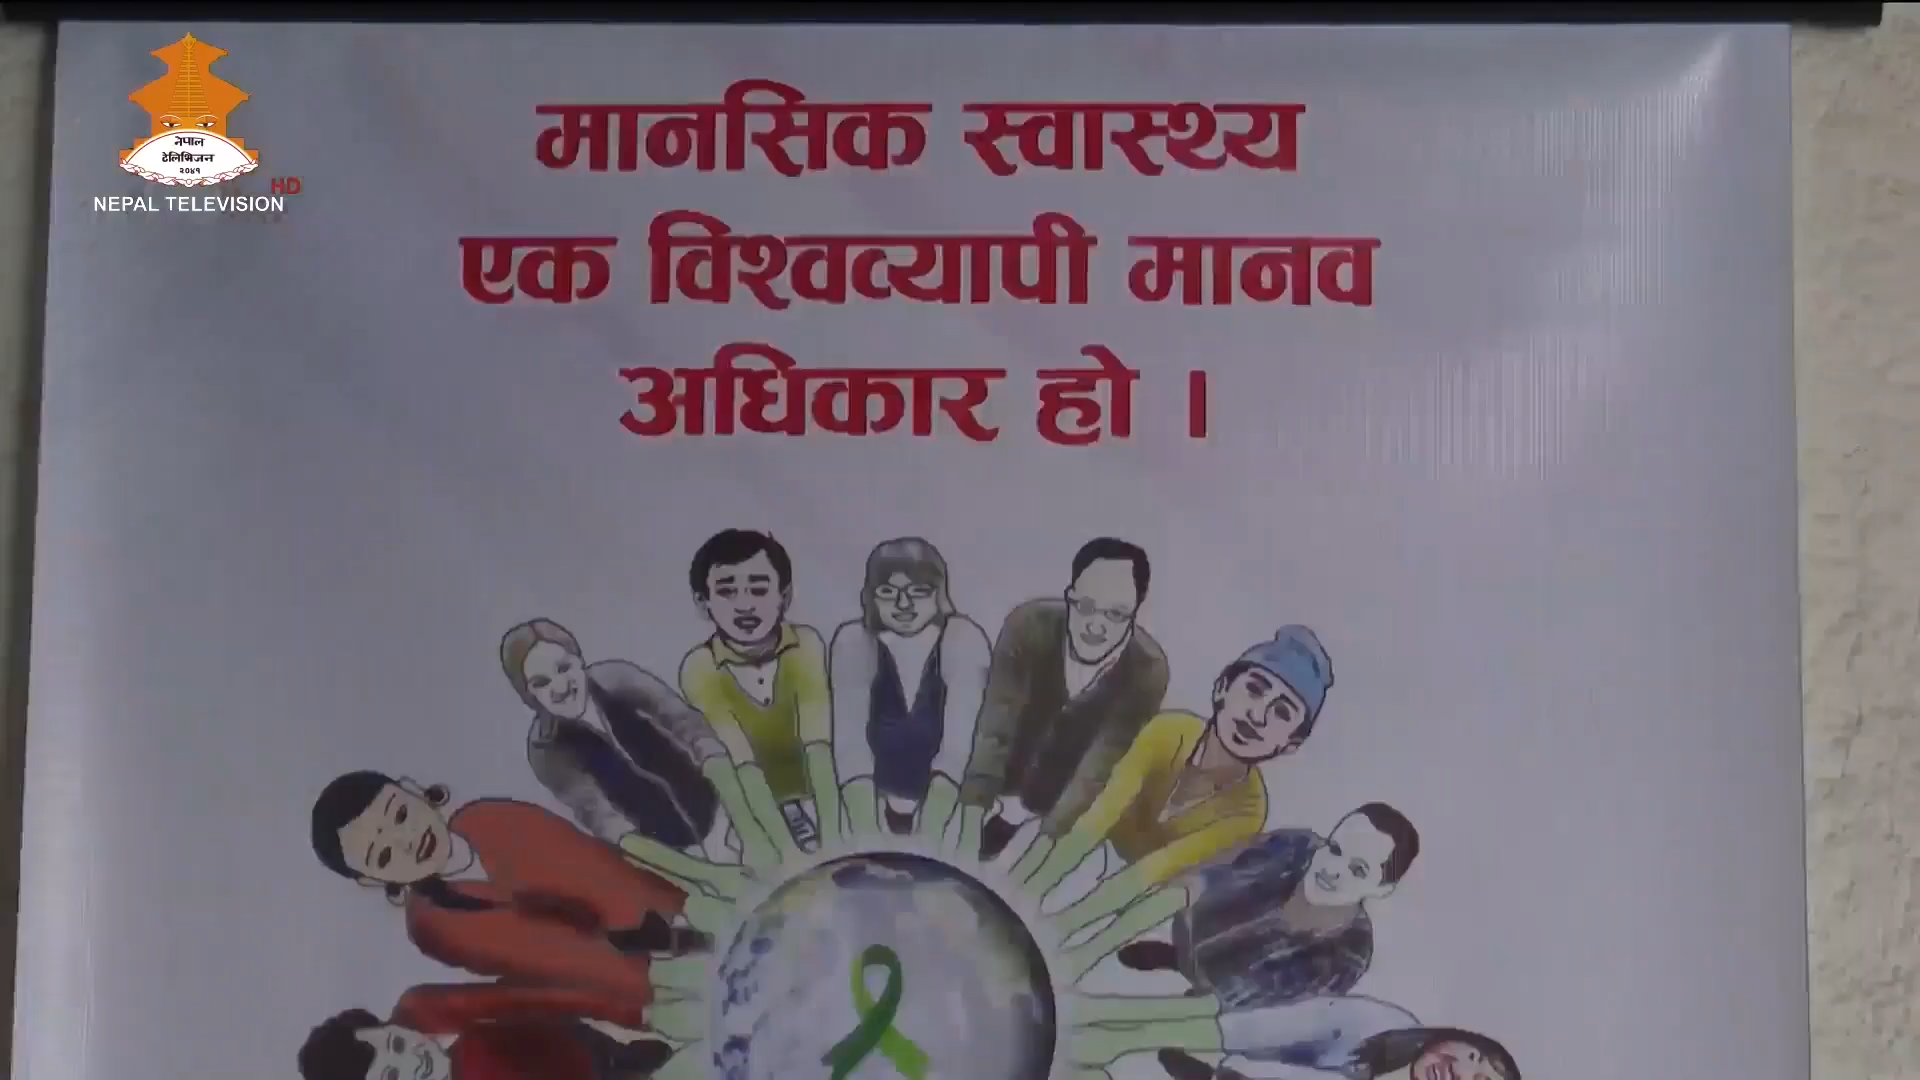 नेपाल
टेलिभिजन
२०४१
HD
NEPAL TELEVISION
मानसिक स्वास्थ्य
एक विश्वव्यापी मानव
अधिकार हो ।